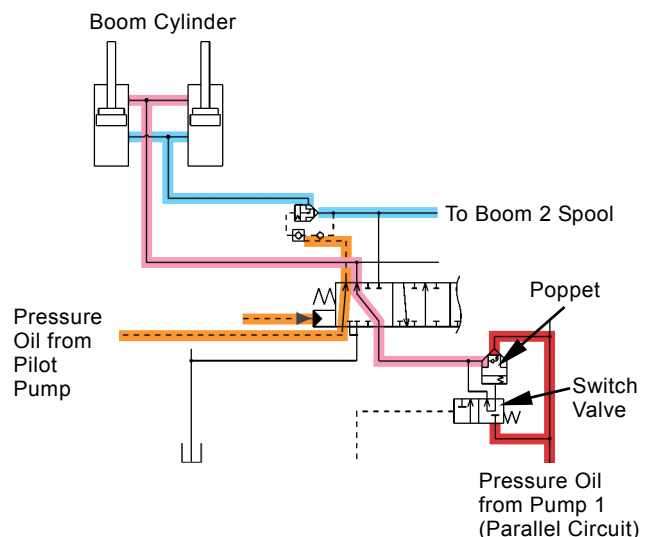 Boom Cylinder
To Boom 2 Spool
Poppet
Pressure
Oil from
Pilot
Pump
Switch
Valve
Pressure Oil
from Pump 1
(Parallel Circuit)